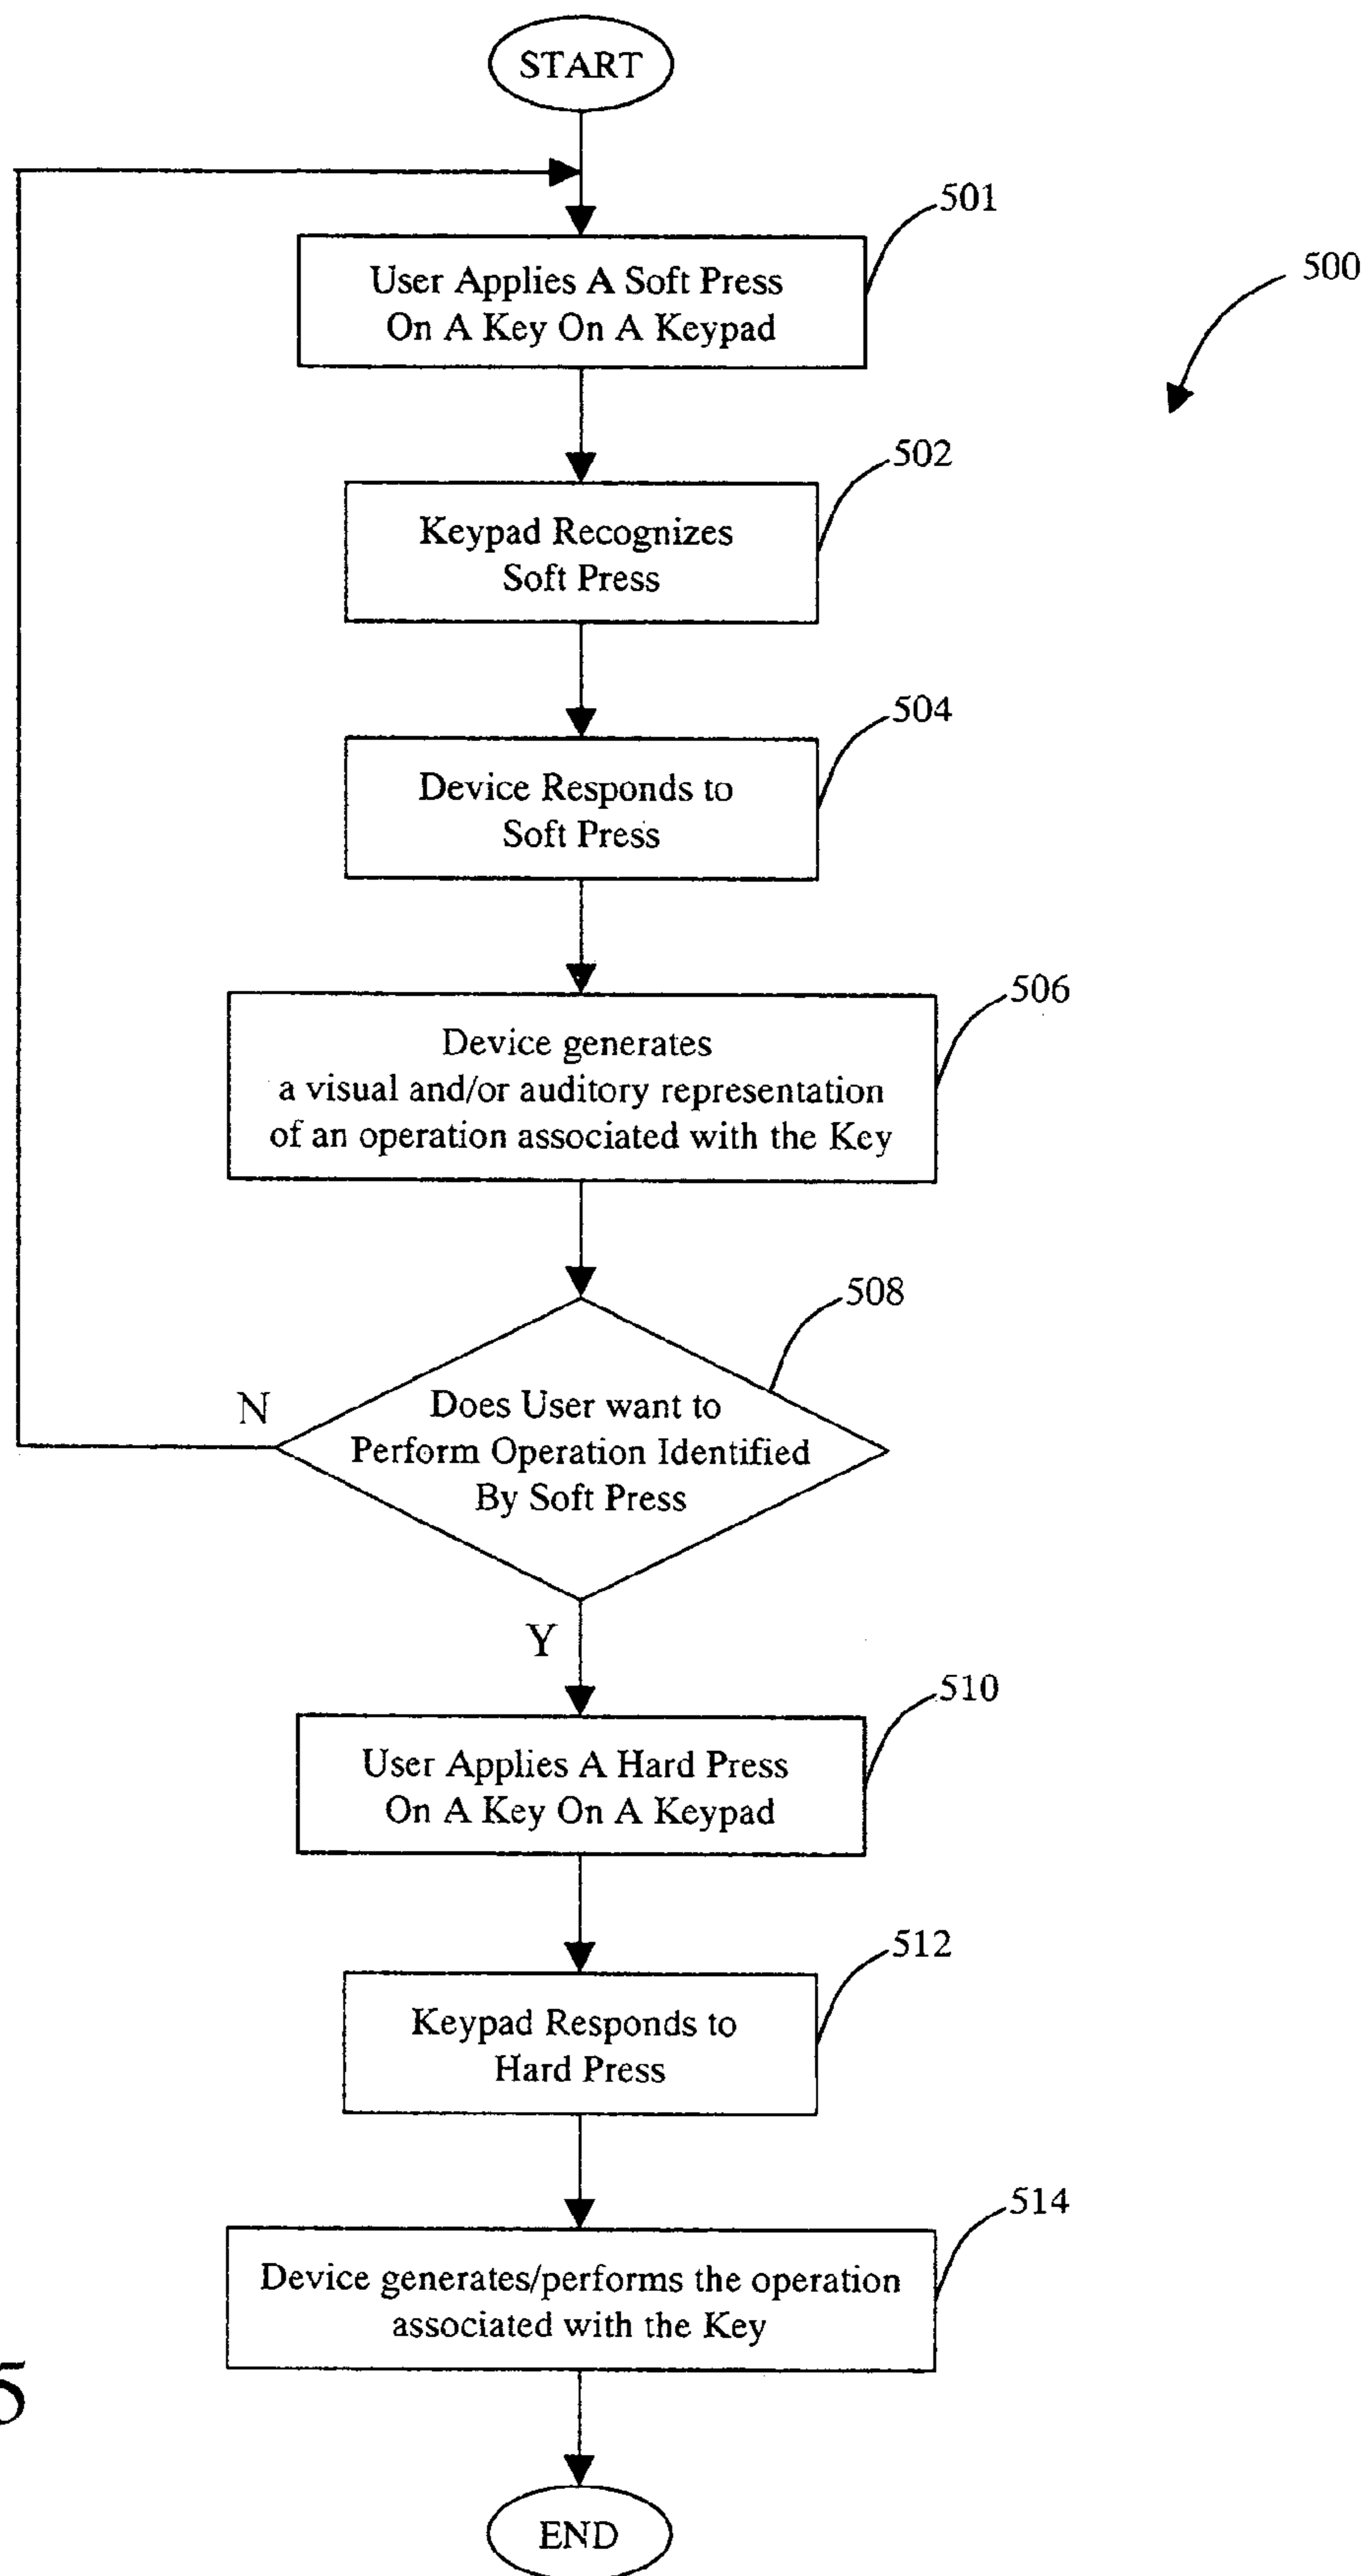 START
501
500
User Applies A Soft Press
On A Key On A Keypad
502
Keypad Recognizes
Soft Press
504
Device Responds to
Soft Press
506
Device generates
a visual and/or auditory representation
of an operation associated with the Key
508
N
Does User want to
Perform Operation Identified
By Soft Press
Y
510
User Applies A Hard Press
On A Key On A Keypad
512
Keypad Responds to
Hard Press
514
Device generates/performs the operation
associated with the Key
5
END